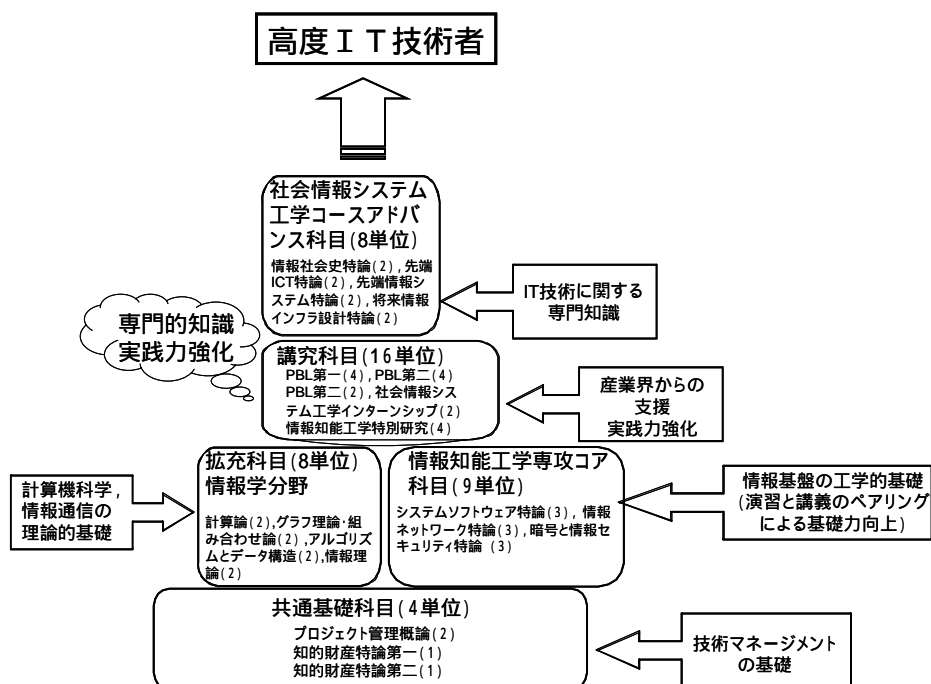 高度ＩＴ技術者
社会情報システム
工学コースアドバ
ンス科目(8単位)
情報社会史特論(2),先端
ICT特論(2),先端情報シ
ステム特論(2),将来情報
インフラ設計特論(2)
IT技術に関する
専門知識
専門的知識
実践力強化
講究科目(16単位)
PBL第一(4),PBL第二(4)
PBL第二(2),社会情報シス
テム工学インターンシップ(2)
情報知能工学特別研究(4)
産業界からの
支援
実践力強化
計算機科学,
情報通信の
理論的基礎
拡充科目(8単位)
情報学分野
計算論(2),グラフ理論・組
み合わせ論(2),アルゴリズ
ムとデータ構造(2),情報理
論(2)
情報知能工学専攻コア
科目(9単位)
システムソフトウェア特論(3),情報
ネットワーク特論(3),暗号と情報セ
キュリティ特論 (3)
情報基盤の工学的基礎
(演習と講義のペアリング
による基礎力向上)
共通基礎科目(4単位)
プロジェクト管理概論(2)
知的財産特論第一(1)
知的財産特論第二(1)
技術マネージメント
の基礎